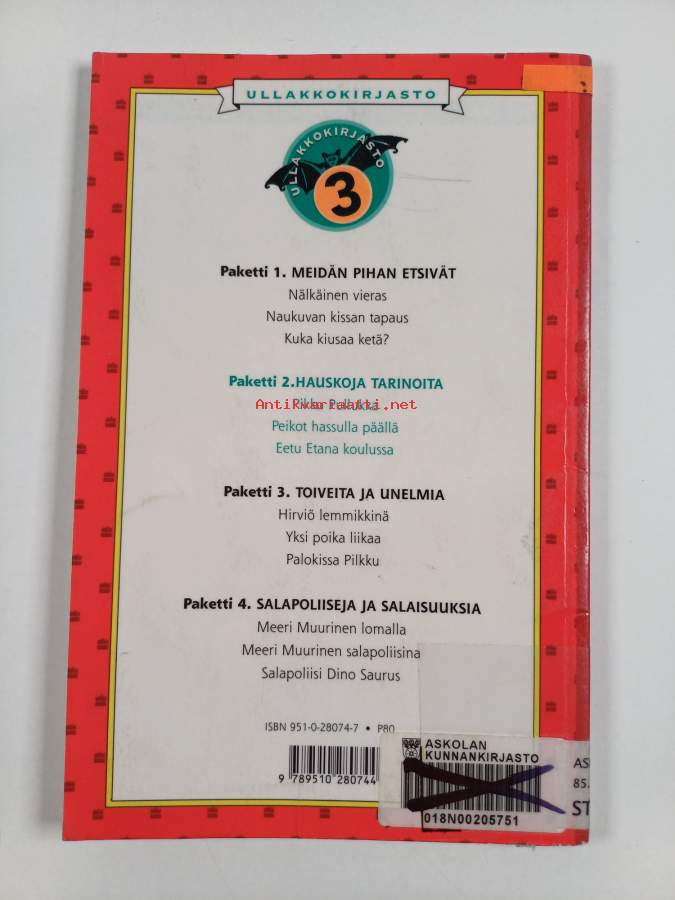 ULLAKKOKIRJASTO
ULLAKKOKIRJASTO
3
Paketti 1. MEIDÄN PIHAN ETSIVÄT
Nälkäinen vieras
Naukuvan kissan tapaus
Kuka kiusaa ketä?
Paketti 2.HAUSKOJA TARINOITA
Antikvariaatti.net
Peikot hassulla päällä
Eetu Etana koulussa
Paketti 3. TOIVEITA JA UNELMIA
Hirviö lemmikkinä
Yksi poika liikaa
Palokissa Pilkku
Paketti 4. SALAPOLIISEJA JA SALAISUUKSIA
Meeri Muurinen lomalla
Meeri Muurinen salapoliisina
Salapoliisi Dino Saurus
ISBN 951-0-28074-7 • P80
9 789510 280744
ASKOLAN
KUNNANKIRJASTO
018N00205751
AS
85.
ST